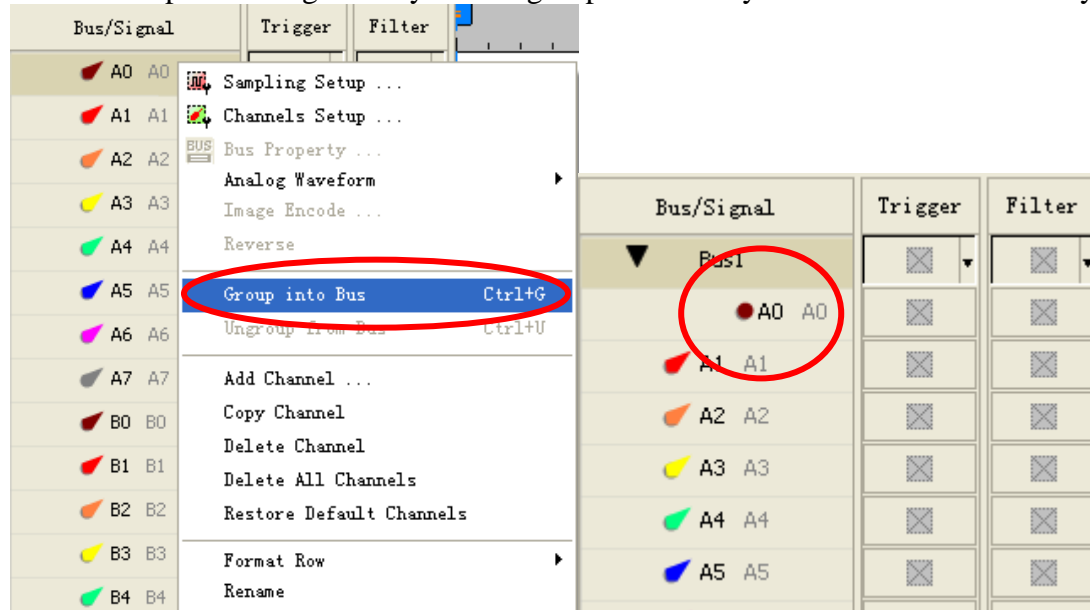 Bus/Signal Trigger Filter
A0 A0
A1 A1
A2 A2
A3 A3
A4 A4
A5 A5
A6 A6
A7 A7
B0 B0
B1 B1
B2 B2
B3 B3
B4 B4
Sampling Setup ...
Channels Setup ...
BUS Bus Property ...
Analog Waveform
Image Encode ...
Reverse
Group into Bus Ctrl+G
Ungroup from Bus Ctrl+U
Add Channel ...
Copy Channel
Delete Channel
Delete All Channels
Restore Default Channels
Format Row
Rename
Bus/Signal Trigger Filter
Bus1
A0 A0
A1 A1
A2 A2
A3 A3
A4 A4
A5 A5